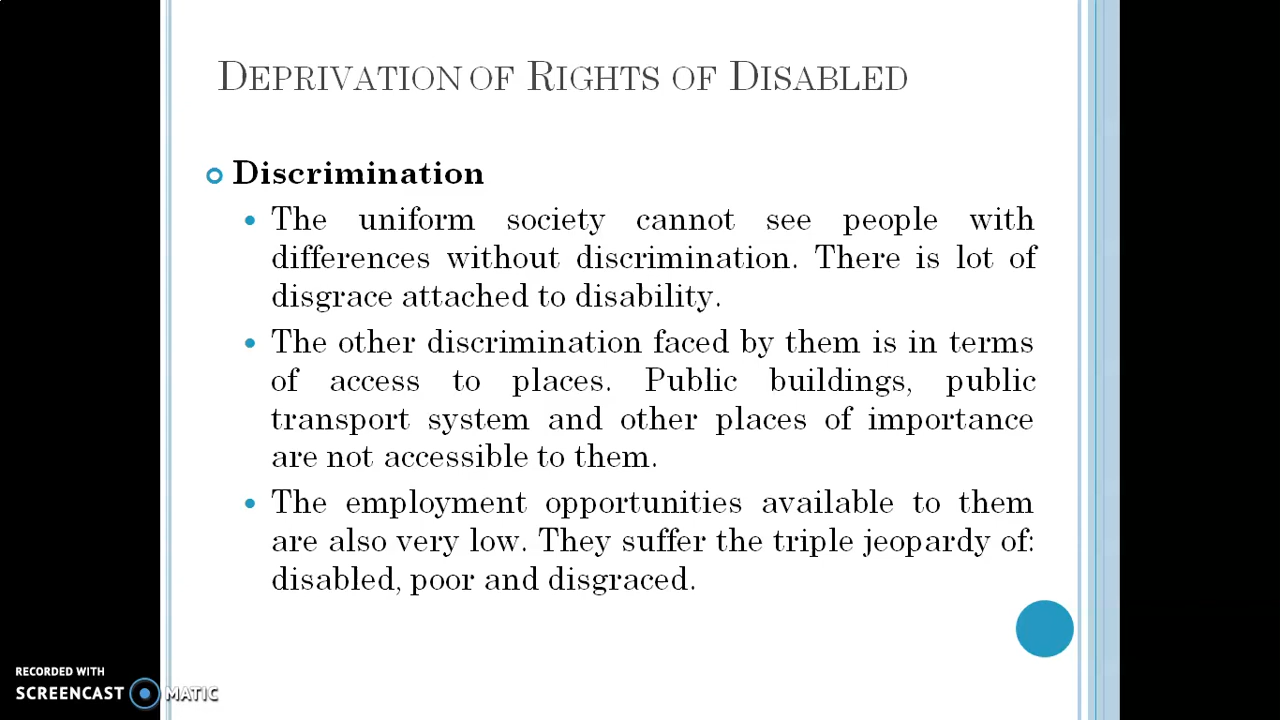 DEPRIVATION OF RIGHTS OF DISABLED
Discrimination
The uniform society cannot see people with
differences without discrimination. There is lot of
disgrace attached to disability.
The other discrimination faced by them is in terms
of access to places. Public buildings, public
transport system and other places of importance
are not accessible to them.
The employment opportunities available to them
are also very low. They suffer the triple jeopardy of:
disabled, poor and disgraced.
RECORDED WITH
SCREENCAST MATIC